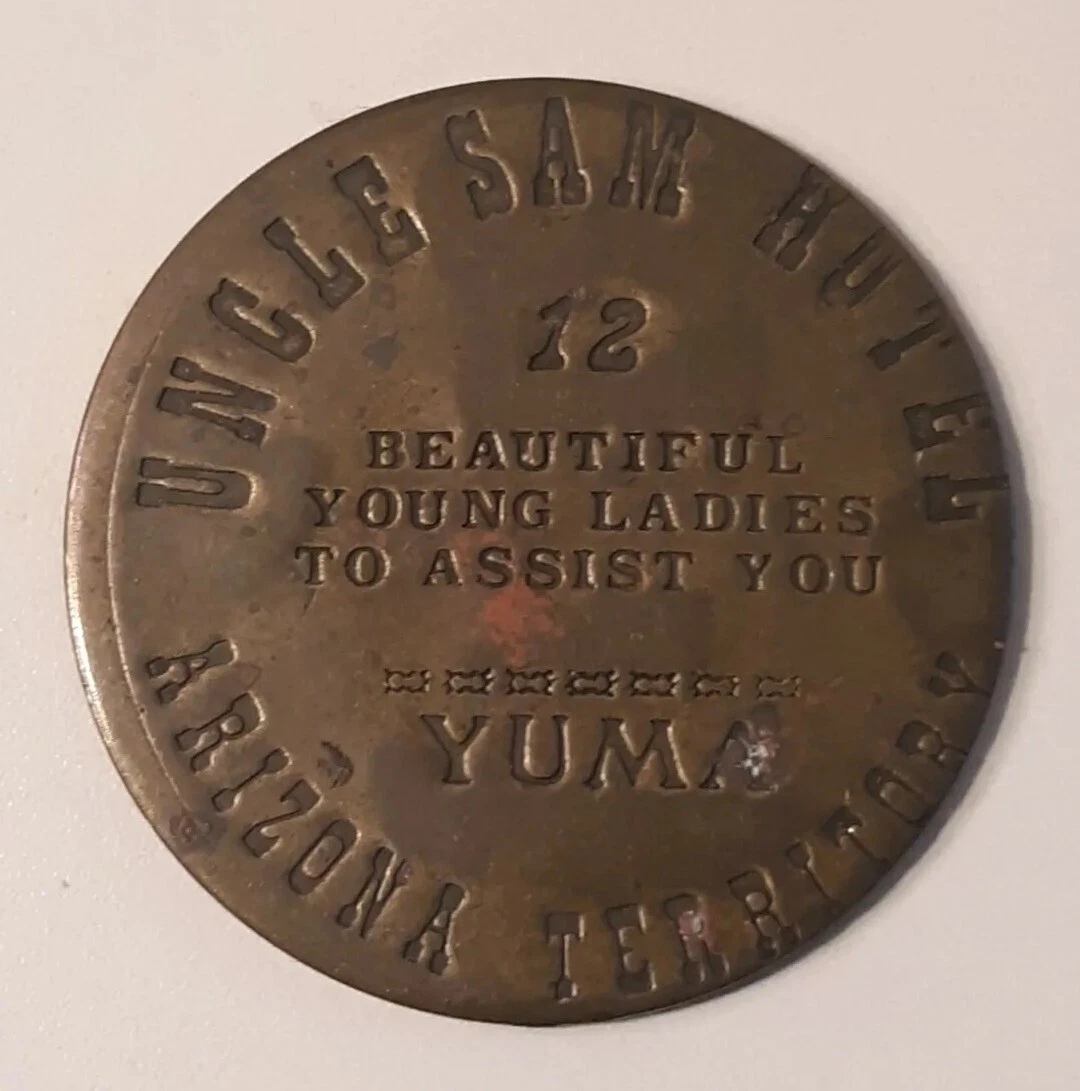 UNCLE SAM HOTEL
12
BEAUTIFUL
YOUNG LADIES
TO ASSIST YOU
YUMA
ARIZONA TERRITORY